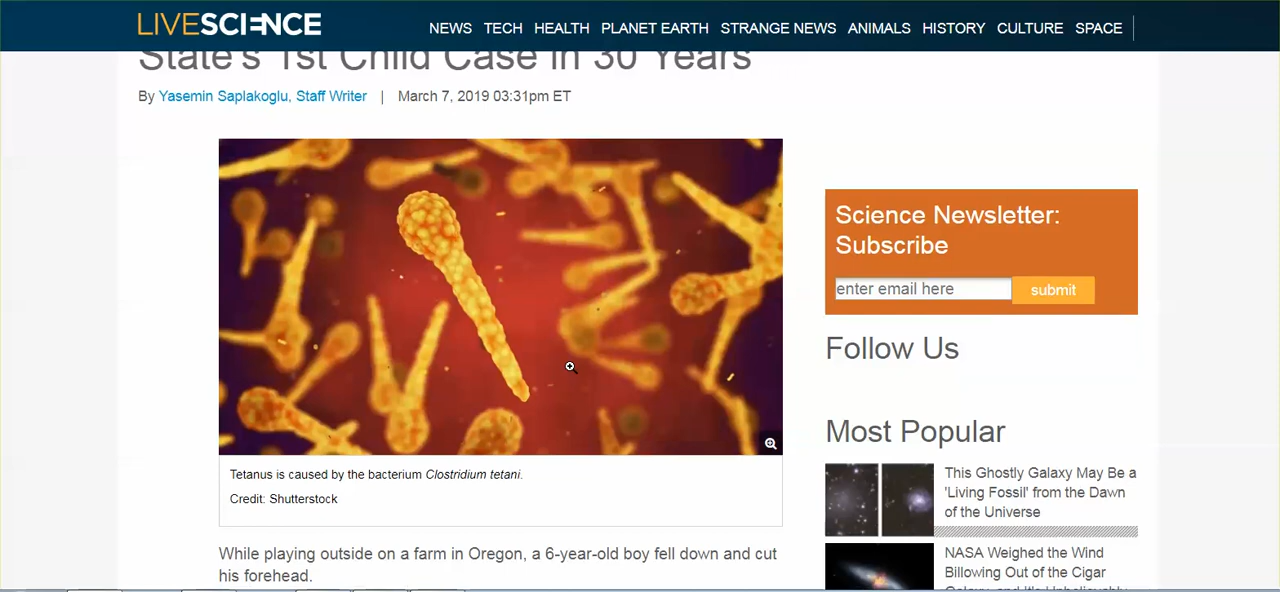 LIVESCIENCE
NEWS TECH HEALTH PLANET EARTH STRANGE NEWS ANIMALS HISTORY CULTURE SPACE
State's 1st Child Case in 30 Years
By Yasemin Saplakoglu, Staff Writer | March 7, 2019 03:31pm ET
Tetanus is caused by the bacterium Clostridium tetani.
Credit: Shutterstock
While playing outside on a farm in Oregon, a 6-year-old boy fell down and cut
his forehead.
Science Newsletter:
Subscribe
enter email here
submit
Follow Us
Most Popular
This Ghostly Galaxy May Be a
'Living Fossil' from the Dawn
of the Universe
NASA Weighed the Wind
Billowing Out of the Cigar
Galaxy, and It's Unbelievably